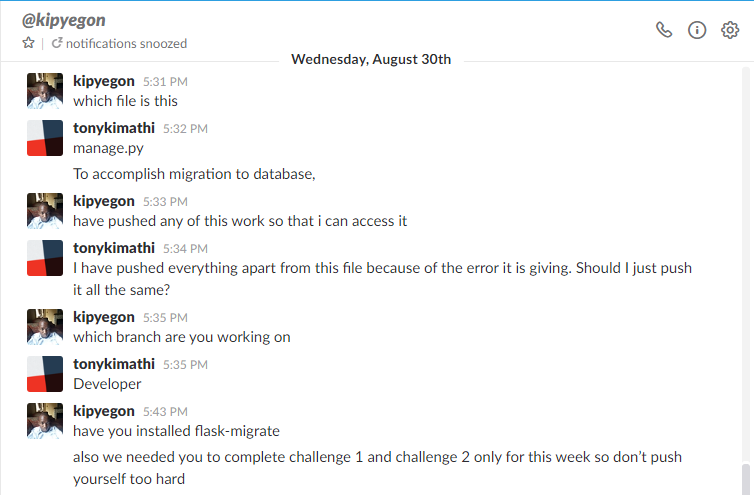 @kipyegon
notifications snoozed
Wednesday, August 30th
kipyegon 5:31 PM
which file is this
tonykimathi 5:32 PM
manage.py
To accomplish migration to database,
kipyegon 5:33 PM
have pushed any of this work so that i can access it
tonykimathi 5:34 PM
I have pushed everything apart from this file because of the error it is giving. Should I just push
it all the same?
kipyegon 5:35 PM
which branch are you working on
tonykimathi 5:35 PM
Developer
kipyegon 5:43 PM
have you installed flask-migrate
also we needed you to complete challenge 1 and challenge 2 only for this week so don't push
yourself too hard